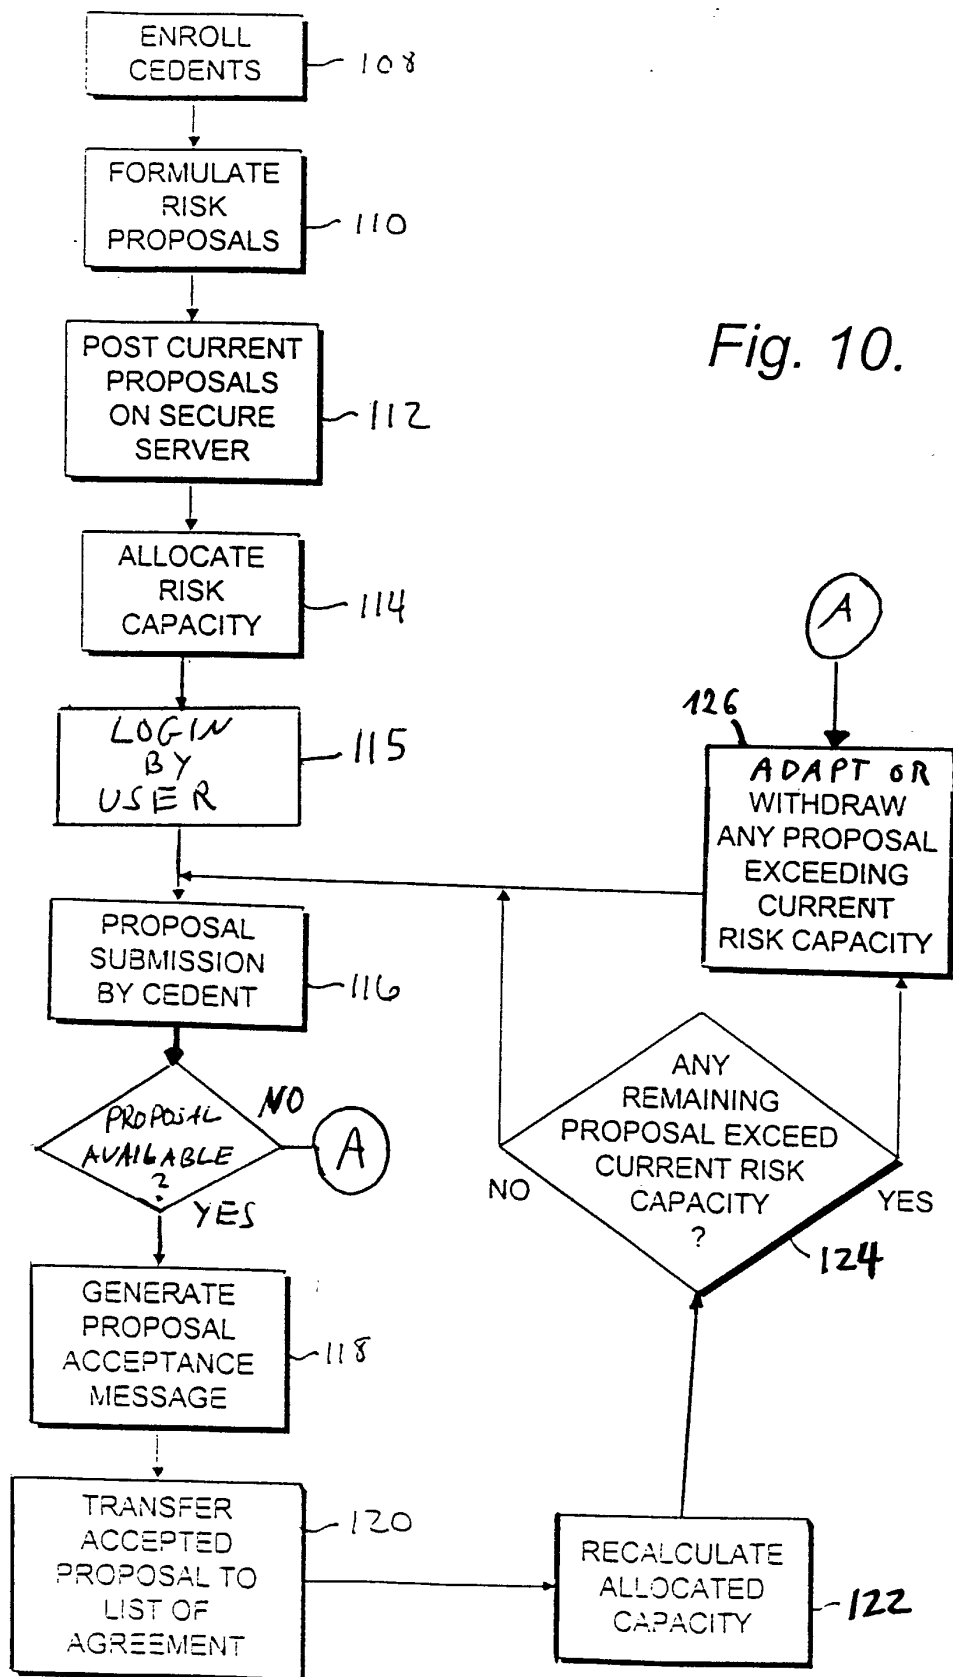 ENROLL
CEDENTS
108
FORMULATE
RISK
PROPOSALS
110
Fig. 10.
POST CURRENT
PROPOSALS
ON SECURE
SERVER
112
ALLOCATE
RISK
CAPACITY
114
LOGIN
BY
USER
115
A
126
ADAPT OR
WITHDRAW
ANY PROPOSAL
EXCEEDING
CURRENT
RISK CAPACITY
PROPOSAL
SUBMISSION
BY CEDENT
116
PROPOSAL
AVAILABLE
?
NO
A
YES
ANY
REMAINING
PROPOSAL EXCEED
CURRENT RISK
CAPACITY
?
NO
YES
124
GENERATE
PROPOSAL
ACCEPTANCE
MESSAGE
118
TRANSFER
ACCEPTED
PROPOSAL TO
LIST OF
AGREEMENT
120
RECALCULATE
ALLOCATED
CAPACITY
122